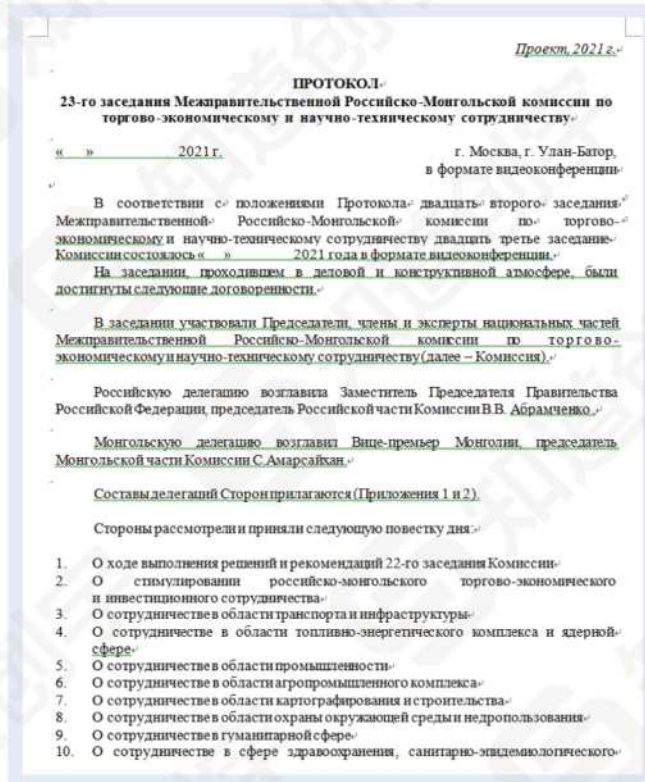 Проект, 2021 г.
ПРОТОКОЛ
23-го заседания Межправительственной Российско-Монгольской комиссии по
торгово-экономическому и научно-техническому сотрудничеству
« » 2021 г.
г. Москва, г. Улан-Батор,
в формате видеоконференции
В соответствии с положениями Протокола двадцать второго заседания
Межправительственной Российско-Монгольской комиссии по торгово-
экономическому и научно-техническому сотрудничеству двадцать третье заседание
Комиссии состоялось « » 2021 года в формате видеоконференции.
На заседании, проходившем в деловой и конструктивной атмосфере, были
достигнуты следующие договоренности.
В заседании участвовали Председатели, члены и эксперты национальных частей
Межправительственной Российско-Монгольской комиссии по торгово-
экономическому и научно-техническому сотрудничеству (далее – Комиссия).
Российскую делегацию возглавила Заместитель Председателя Правительства
Российской Федерации, председатель Российской части Комиссии В.В. Абрамченко.
Монгольскую делегацию возглавил Вице-премьер Монголии, председатель
Монгольской части Комиссии С.Амарсайхан.
Составы делегаций Сторон прилагаются (Приложения 1 и 2).
Стороны рассмотрели и приняли следующую повестку дня:
1. О ходе выполнения решений и рекомендаций 22-го заседания Комиссии
2. О стимулировании российско-монгольского торгово-экономического
и инвестиционного сотрудничества
3. О сотрудничестве в области транспорта и инфраструктуры
4. О сотрудничестве в области топливно-энергетического комплекса и ядерной
сфере
5. О сотрудничестве в области промышленности
6. О сотрудничестве в области агропромышленного комплекса
7. О сотрудничестве в области картографирования и строительства
8. О сотрудничестве в области охраны окружающей среды и недропользования
9. О сотрудничестве в гуманитарной сфере
10. О сотрудничестве в сфере здравоохранения, санитарно-эпидемиологического